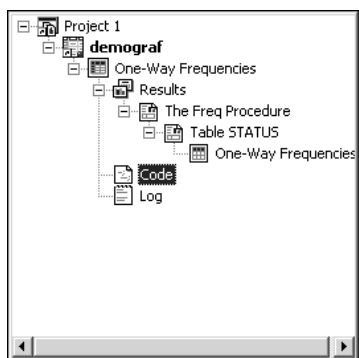 Project 1
demograf
One-Way Frequencies
Results
The Freq Procedure
Table STATUS
One-Way Frequencies
Code
Log